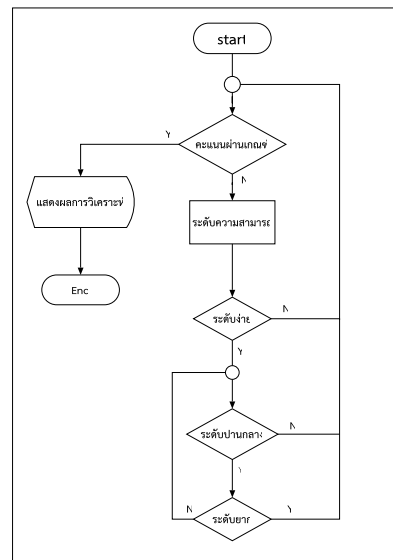 start
Y
คะแนนผ่านเกณฑ์
N
แสดงผลการวิเคราะห์
ระดับความสามารถ
End
ระดับง่าย
N
Y
ระดับปานกลาง
N
Y
N
ระดับยาก
Y